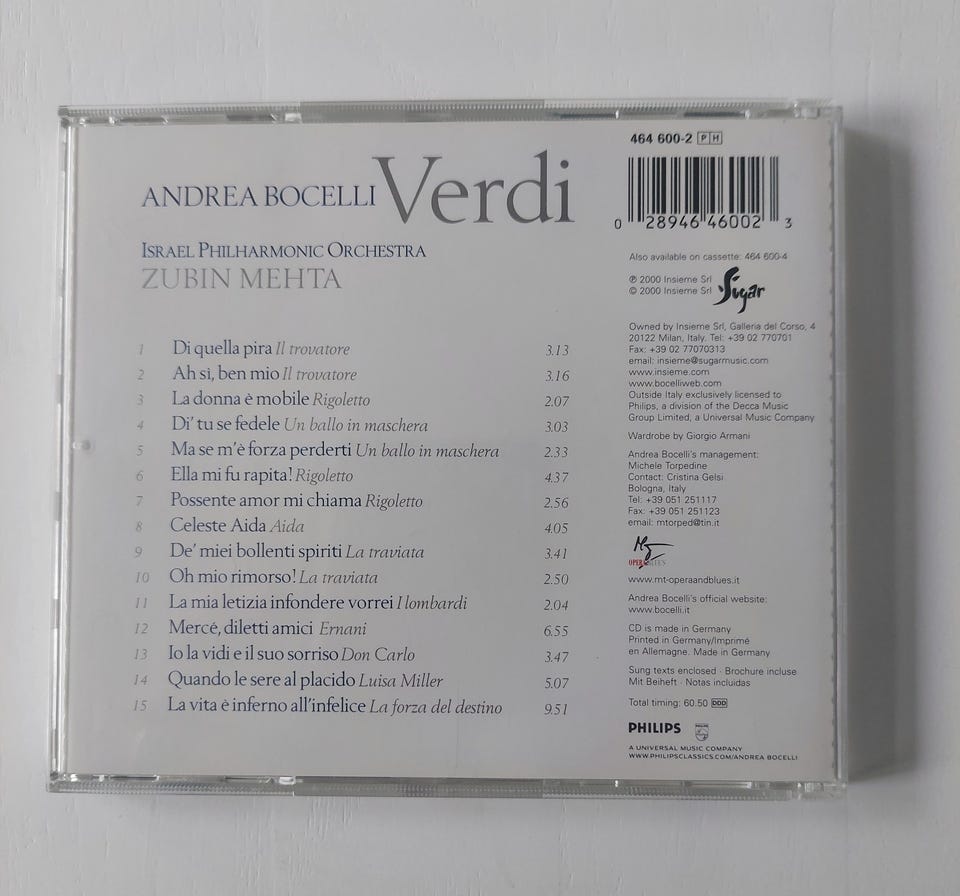 ANDREA BOCELLI Verdi
ISRAEL PHILHARMONIC ORCHESTRA
ZUBIN MEHTA
1 Di quella pira Il trovatore 3.13
2 Ah sì, ben mio Il trovatore 3.16
3 La donna è mobile Rigoletto 2.07
4 Di' tu se fedele Un ballo in maschera 3.03
5 Ma se m'è forza perderti Un ballo in maschera 2.33
6 Ella mi fu rapita! Rigoletto 4.37
7 Possente amor mi chiama Rigoletto 2.56
8 Celeste Aida Aida 4.05
9 De' miei bollenti spiriti La traviata 3.41
10 Oh mio rimorso! La traviata 2.50
11 La mia letizia infondere vorrei I lombardi 2.04
12 Mercé, diletti amici Ernani 6.55
13 Io la vidi e il suo sorriso Don Carlo 3.47
14 Quando le sere al placido Luisa Miller 5.07
15 La vita è inferno all'infelice La forza del destino 9.51
464 600-2 PH
0 28946 46002 3
Also available on cassette: 464 600-4
℗ 2000 Insieme Srl
© 2000 Insieme Srl
Sugar
Owned by Insieme Srl, Galleria del Corso, 4
20122 Milan, Italy. Tel: +39 02 770701
Fax: +39 02 77070313
email: insieme@sugarmusic.com
www.insieme.com
www.bocelliweb.com
Outside Italy exclusively licensed to
Philips, a division of the Decca Music
Group Limited, a Universal Music Company
Wardrobe by Giorgio Armani
Andrea Bocelli's management:
Michele Torpedine
Contact: Cristina Gelsi
Bologna, Italy
Tel: +39 051 251117
Fax: +39 051 251123
email: mtorped@tin.it
www.mt-operaandblues.it
Andrea Bocelli's official website:
www.bocelli.it
CD is made in Germany
Printed in Germany/Imprimé
en Allemagne. Made in Germany
Sung texts enclosed · Brochure incluse
Mit Beiheft · Notas incluidas
Total timing: 60.50 DDD
PHILIPS
A UNIVERSAL MUSIC COMPANY
WWW.PHILIPSCLASSICS.COM/ANDREA BOCELLI